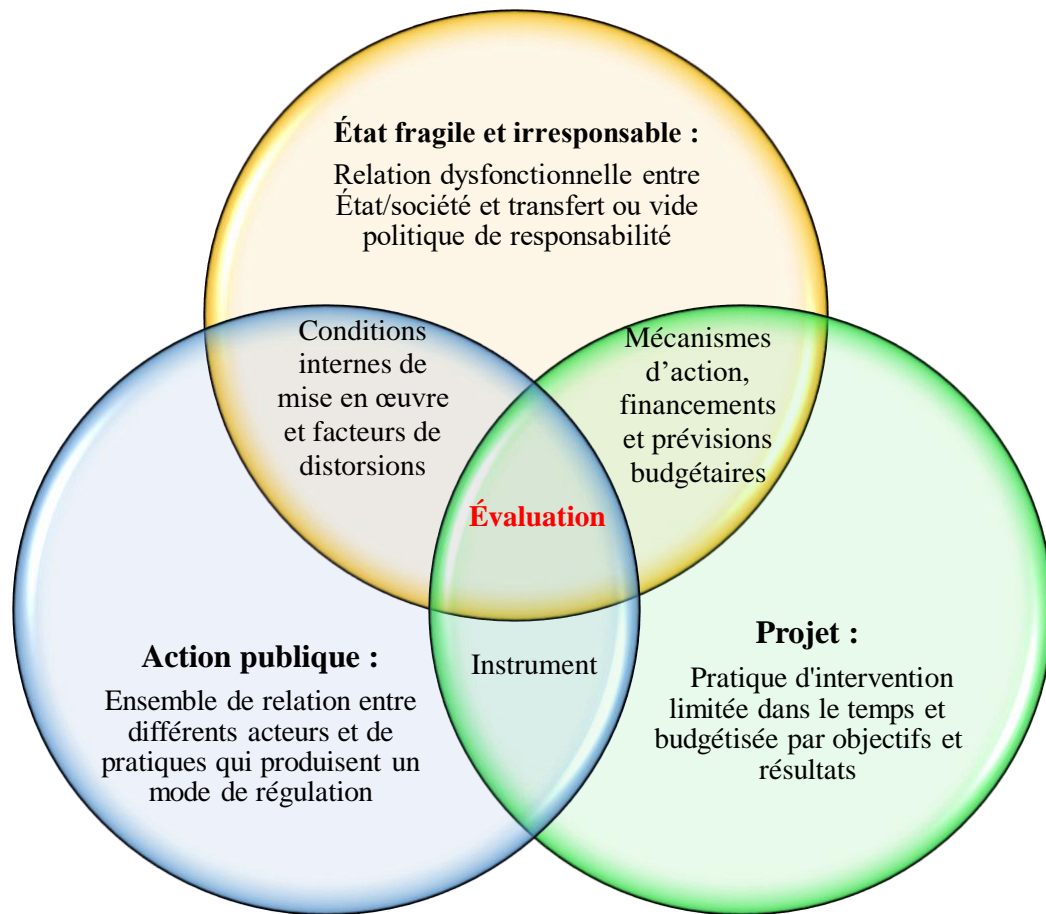 État fragile et irresponsable :
Relation dysfonctionnelle entre
État/société et transfert ou vide
politique de responsabilité
Conditions
internes de
mise en œuvre
et facteurs de
distorsions
Mécanismes
d’action,
financements
et prévisions
budgétaires
Évaluation
Action publique :
Ensemble de relation entre
différents acteurs et de
pratiques qui produisent un
mode de régulation
Instrument
Projet :
Pratique d'intervention
limitée dans le temps et
budgétisée par objectifs et
résultats